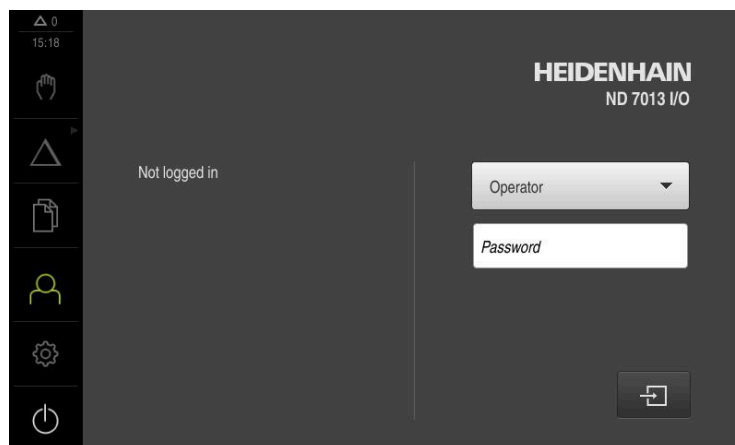 0
15:18
HEIDENHAIN
ND 7013 I/O
Not logged in
Operator
Password